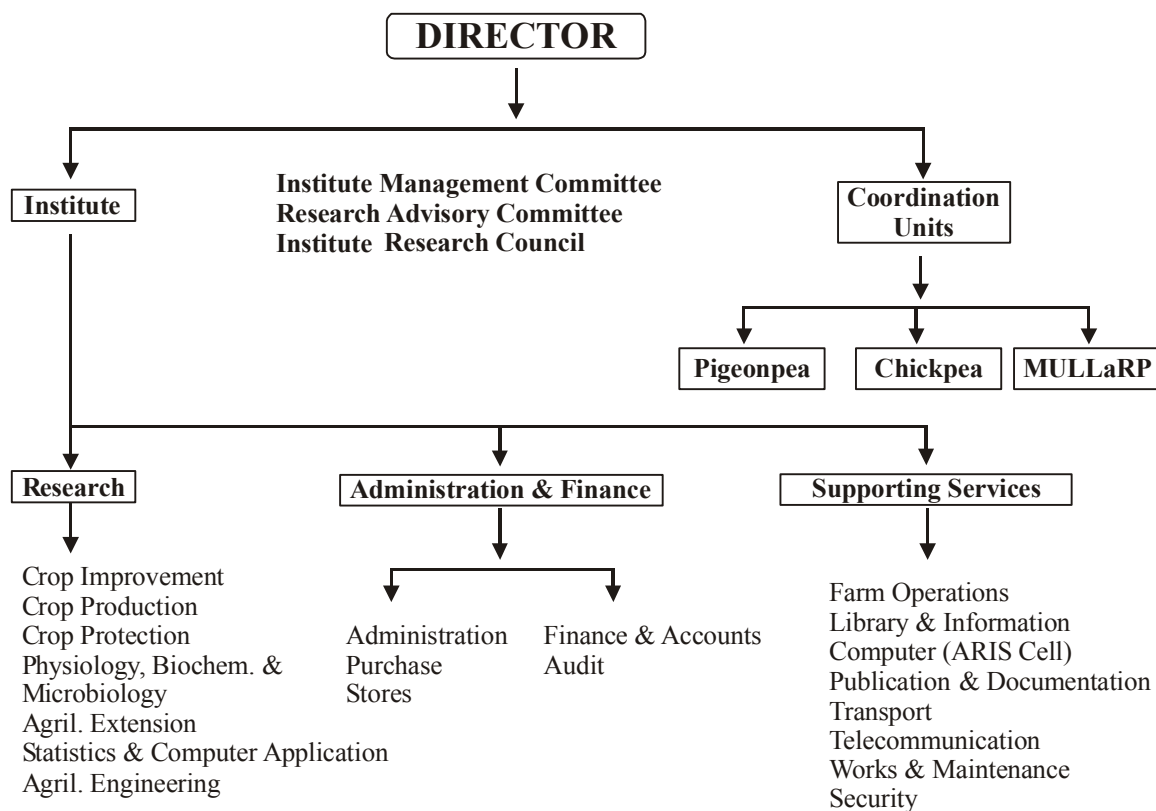 DIRECTOR
Institute
Institute Management Committee
Research Advisory Committee
Institute Research Council
Coordination
Units
Pigeonpea
Chickpea
MULLaRP
Research
Administration & Finance
Supporting Services
Crop Improvement
Crop Production
Crop Protection
Physiology, Biochem. &
Microbiology
Agril. Extension
Statistics & Computer Application
Agril. Engineering
Administration
Purchase
Stores
Finance & Accounts
Audit
Farm Operations
Library & Information
Computer (ARIS Cell)
Publication & Documentation
Transport
Telecommunication
Works & Maintenance
Security